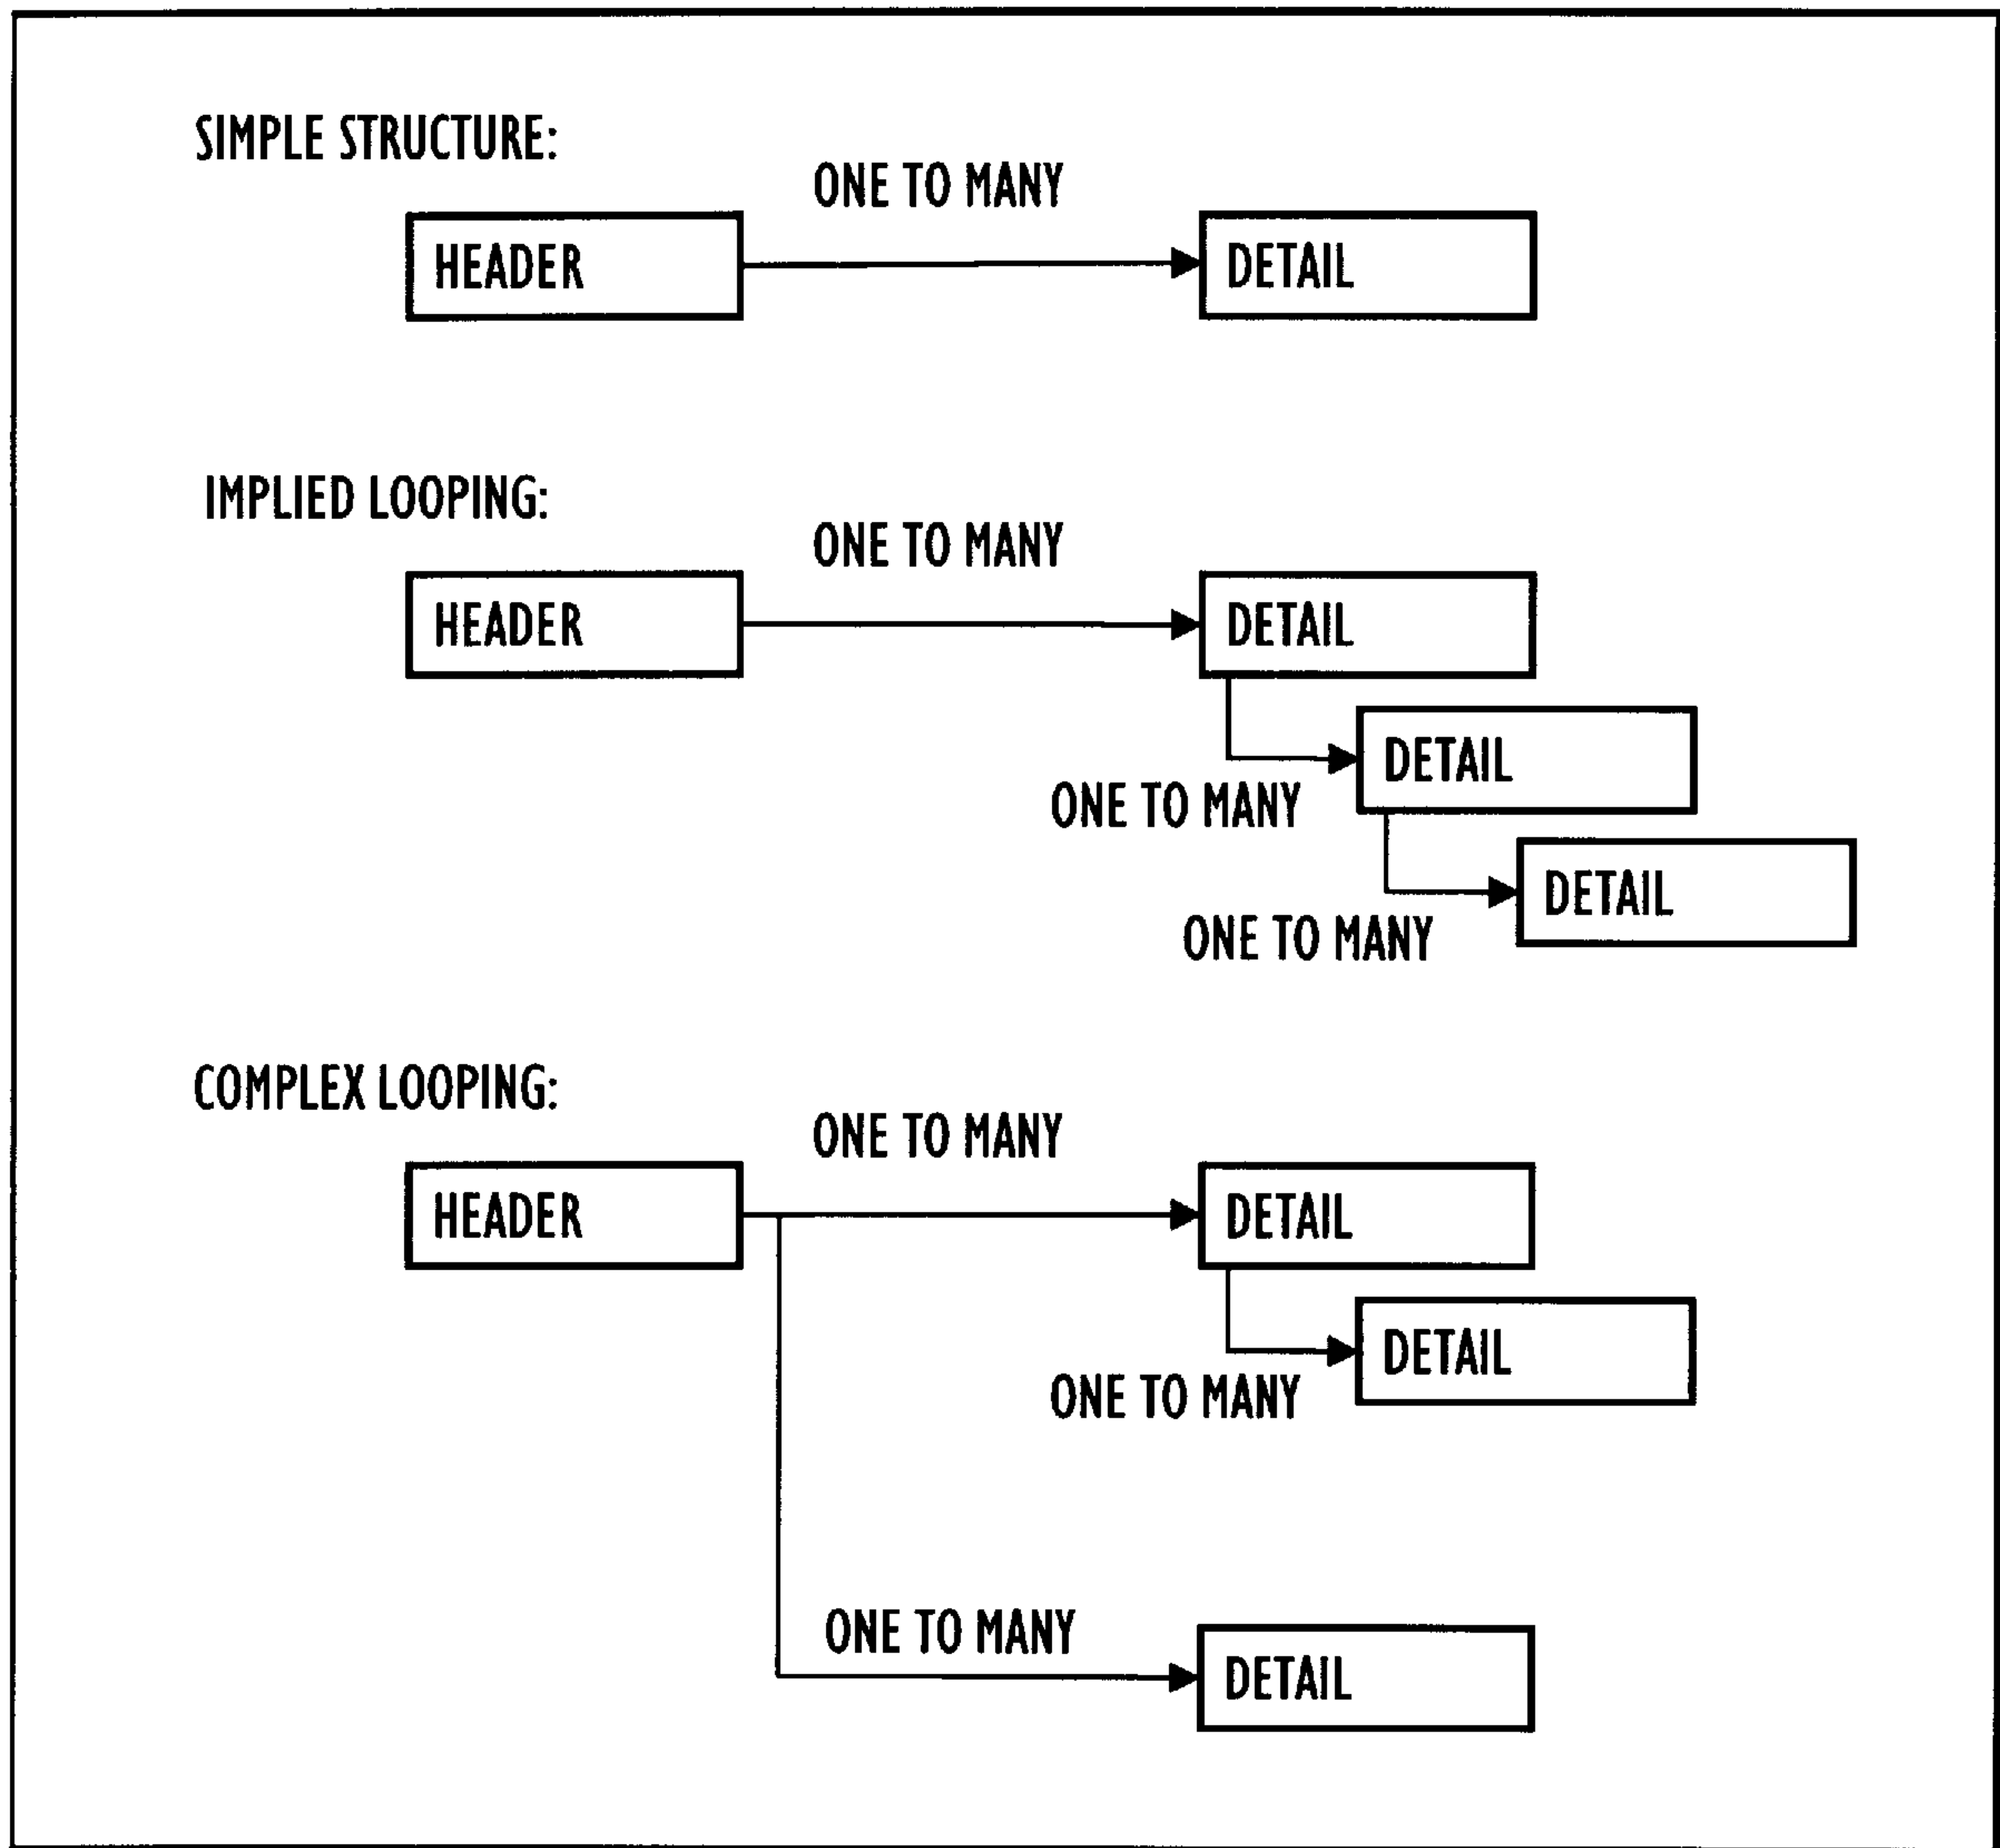 SIMPLE STRUCTURE:
ONE TO MANY
HEADER
DETAIL
IMPLIED LOOPING:
ONE TO MANY
HEADER
DETAIL
DETAIL
ONE TO MANY
DETAIL
ONE TO MANY
COMPLEX LOOPING:
ONE TO MANY
HEADER
DETAIL
DETAIL
ONE TO MANY
ONE TO MANY
DETAIL